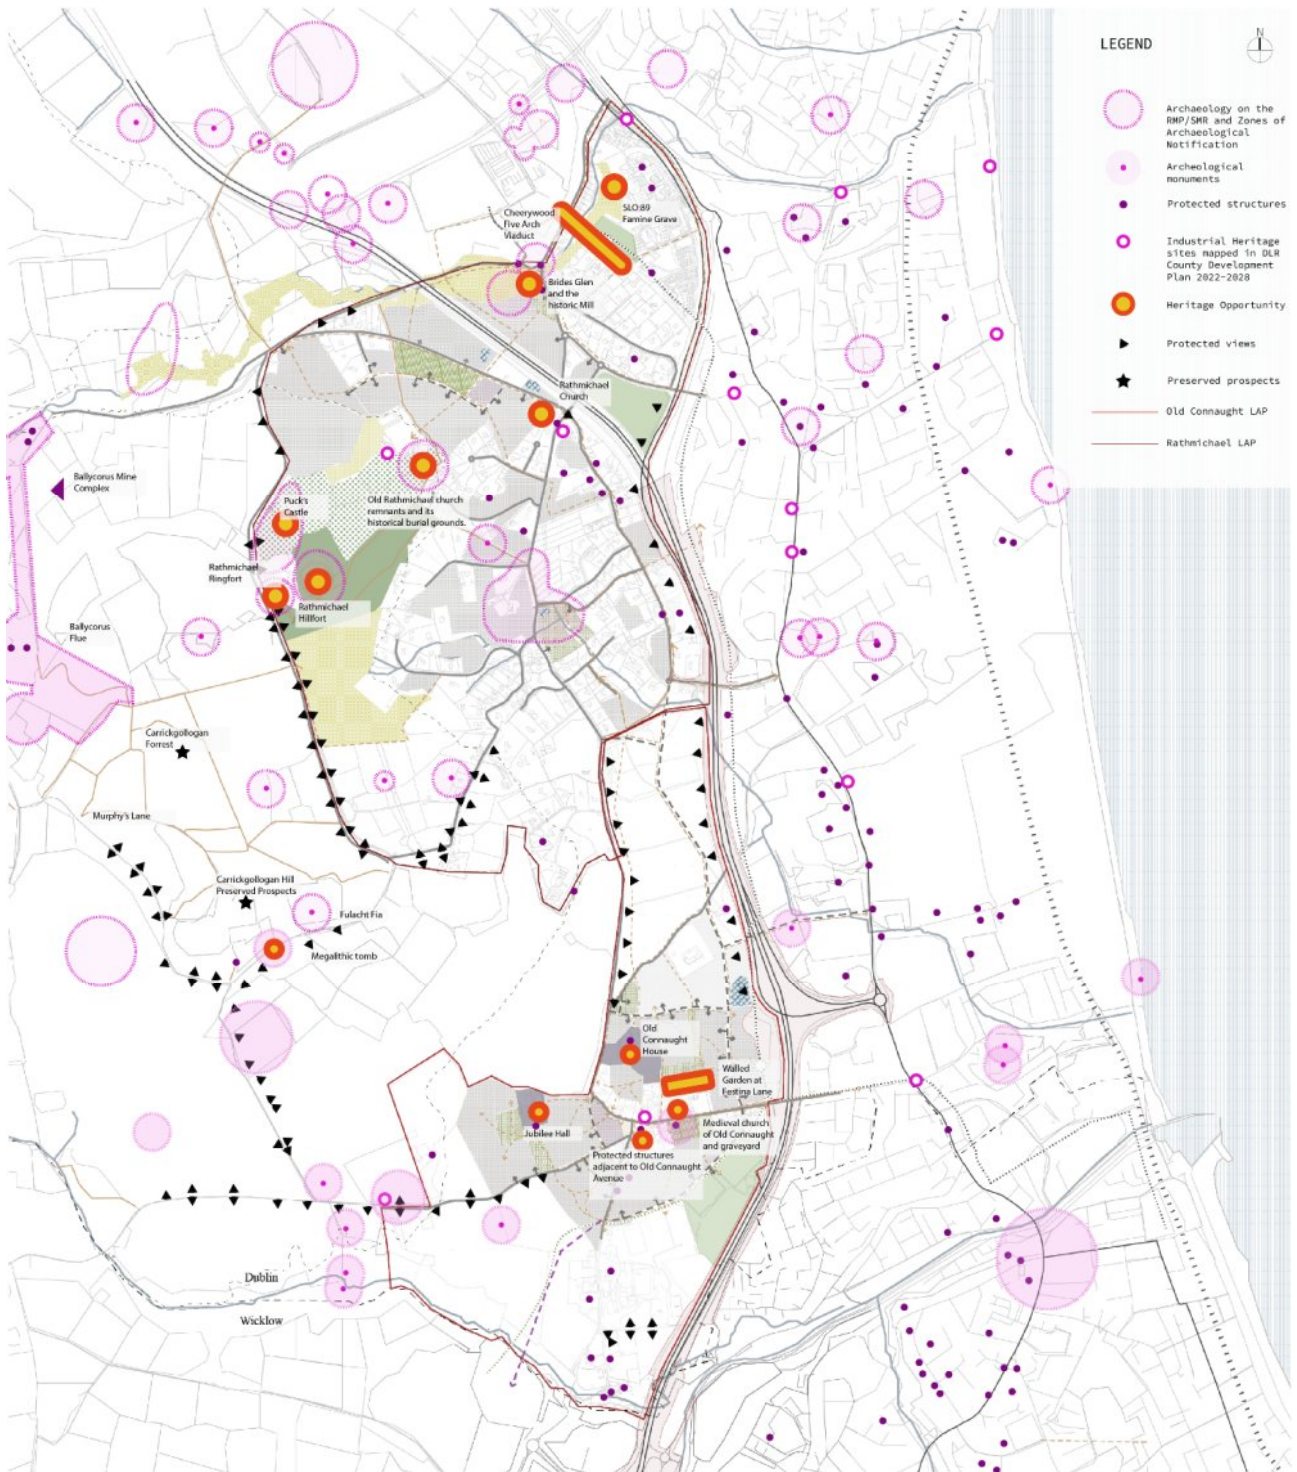 LEGEND
N
Archaeology on the
RMP/SMR and Zones of
Archaeological
Notification
Archeological
monuments
Protected structures
Industrial Heritage
sites mapped in DLR
County Development
Plan 2022-2028
Heritage Opportunity
Protected views
Preserved prospects
Old Connaught LAP
Rathmichael LAP
SLO:89
Famine Grave
Cheerywood
Five Arch
Viaduct
Brides Glen
and the
historic Mill
Rathmichael
Church
Ballycorus Mine
Complex
Puck's
Castle
Old Rathmichael church
remnants and its
historical burial grounds.
Rathmichael
Ringfort
Rathmichael
Hillfort
Ballycorus
Flue
Carrickgollogan
Forrest
Murphy's Lane
Carrickgollogan Hill
Preserved Prospects
Fulacht Fia
Megalithic tomb
Old
Connaught
House
Walled
Garden at
Festina Lane
Jubilee Hall
Medieval church
of Old Connaught
and graveyard
Protected structures
adjacent to Old Connaught
Avenue
Dublin
Wicklow